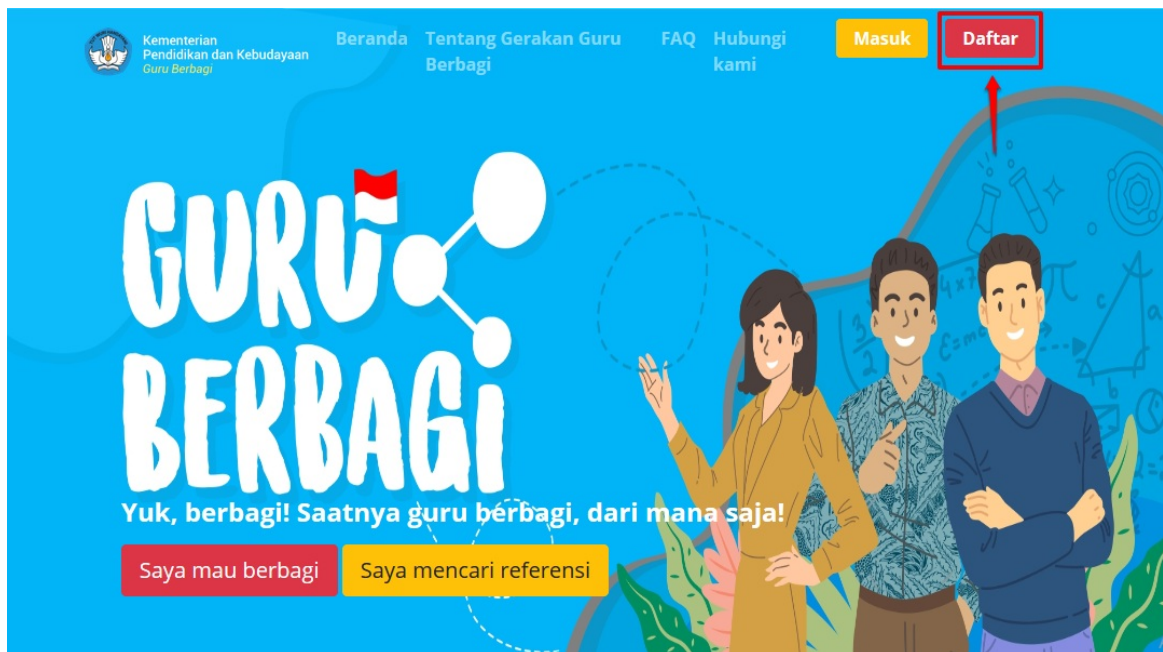 Kementerian
Pendidikan dan Kebudayaan
Guru Berbagi
Beranda
Tentang Gerakan Guru
Berbagi
FAQ
Hubungi
kami
Masuk
Daftar
GURU
BERBAGI
Yuk, berbagi! Saatnya guru berbagi, dari mana saja!
Saya mau berbagi
Saya mencari referensi
π
c
a
b